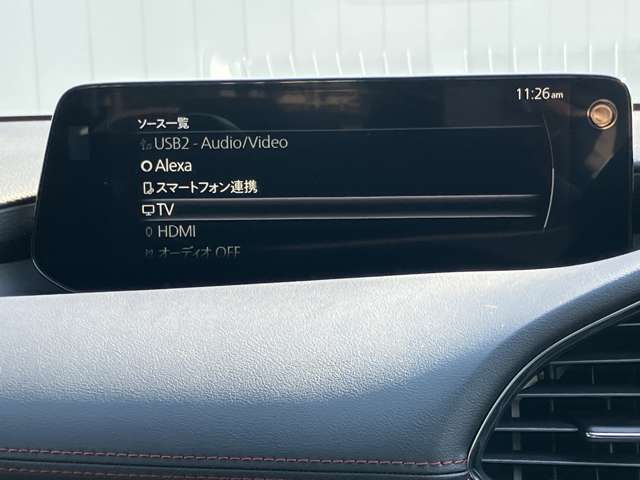 11:26am
ソース一覧
USB2 - Audio/Video
Alexa
スマートフォン連携
TV
HDMI
オーディオ OFF